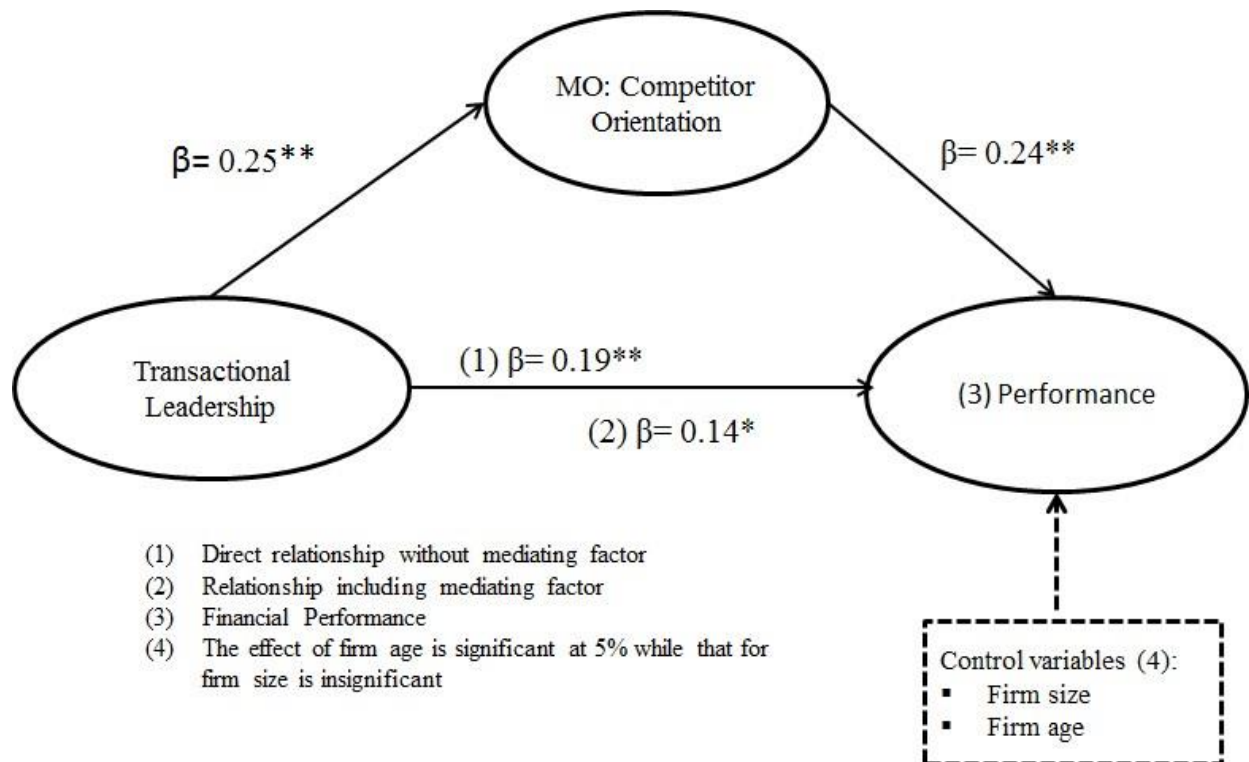 MO: Competitor
Orientation
β= 0.25**
β= 0.24**
Transactional
Leadership
(1) β= 0.19**
(2) β= 0.14*
(3) Performance
(1) Direct relationship without mediating factor
(2) Relationship including mediating factor
(3) Financial Performance
(4) The effect of firm age is significant at 5% while that for
firm size is insignificant
Control variables (4):
▪ Firm size
▪ Firm age